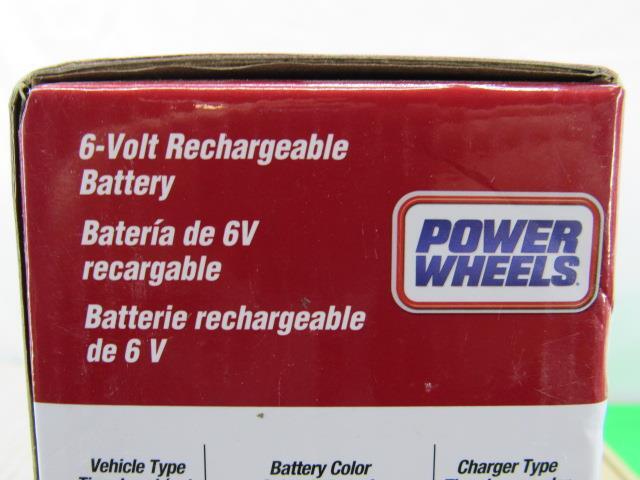 6-Volt Rechargeable
Battery
Batería de 6V
recargable
Batterie rechargeable
de 6 V
POWER
WHEELS
Vehicle Type
Battery Color
Charger Type